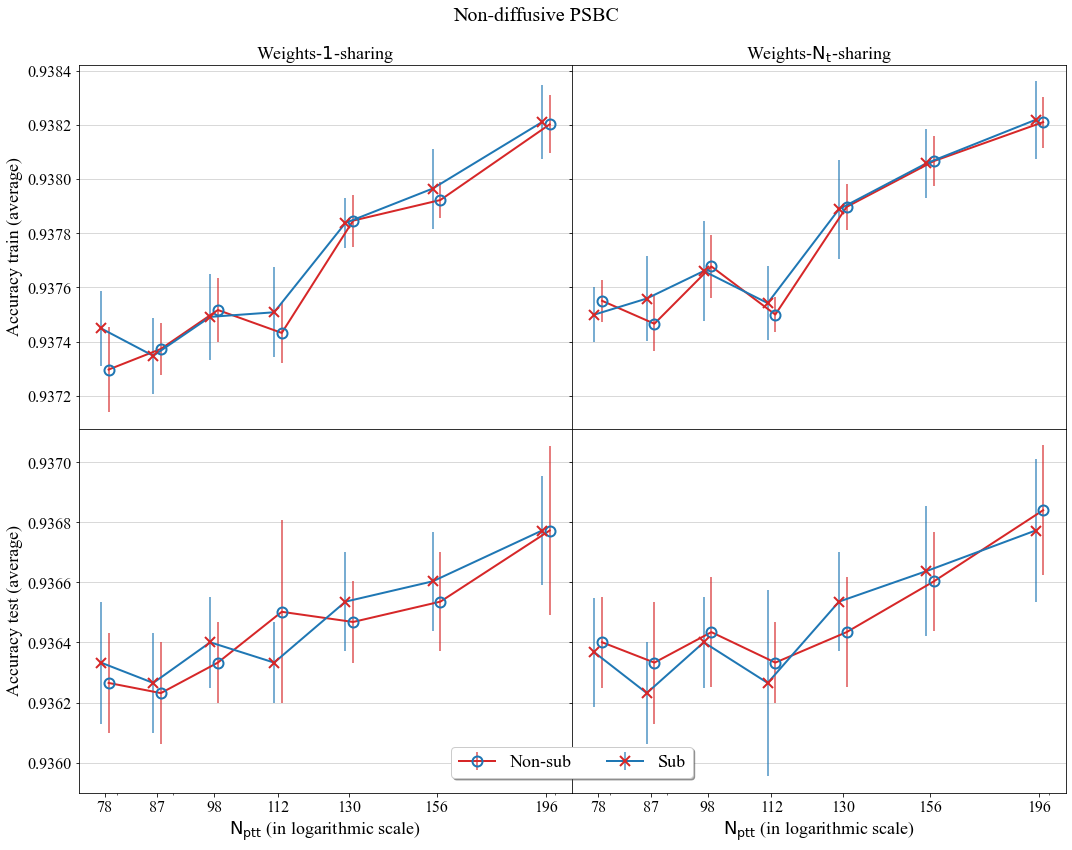 Non-diffusive PSBC
Weights-1-sharing
Weights-Nt-sharing
Accuracy train (average)
0.9384
0.9382
0.9380
0.9378
0.9376
0.9374
0.9372
Accuracy test (average)
0.9370
0.9368
0.9366
0.9364
0.9362
0.9360
Non-sub
Sub
78 87 98 112 130 156 196
78 87 98 112 130 156 196
Nptt (in logarithmic scale)
Nptt (in logarithmic scale)